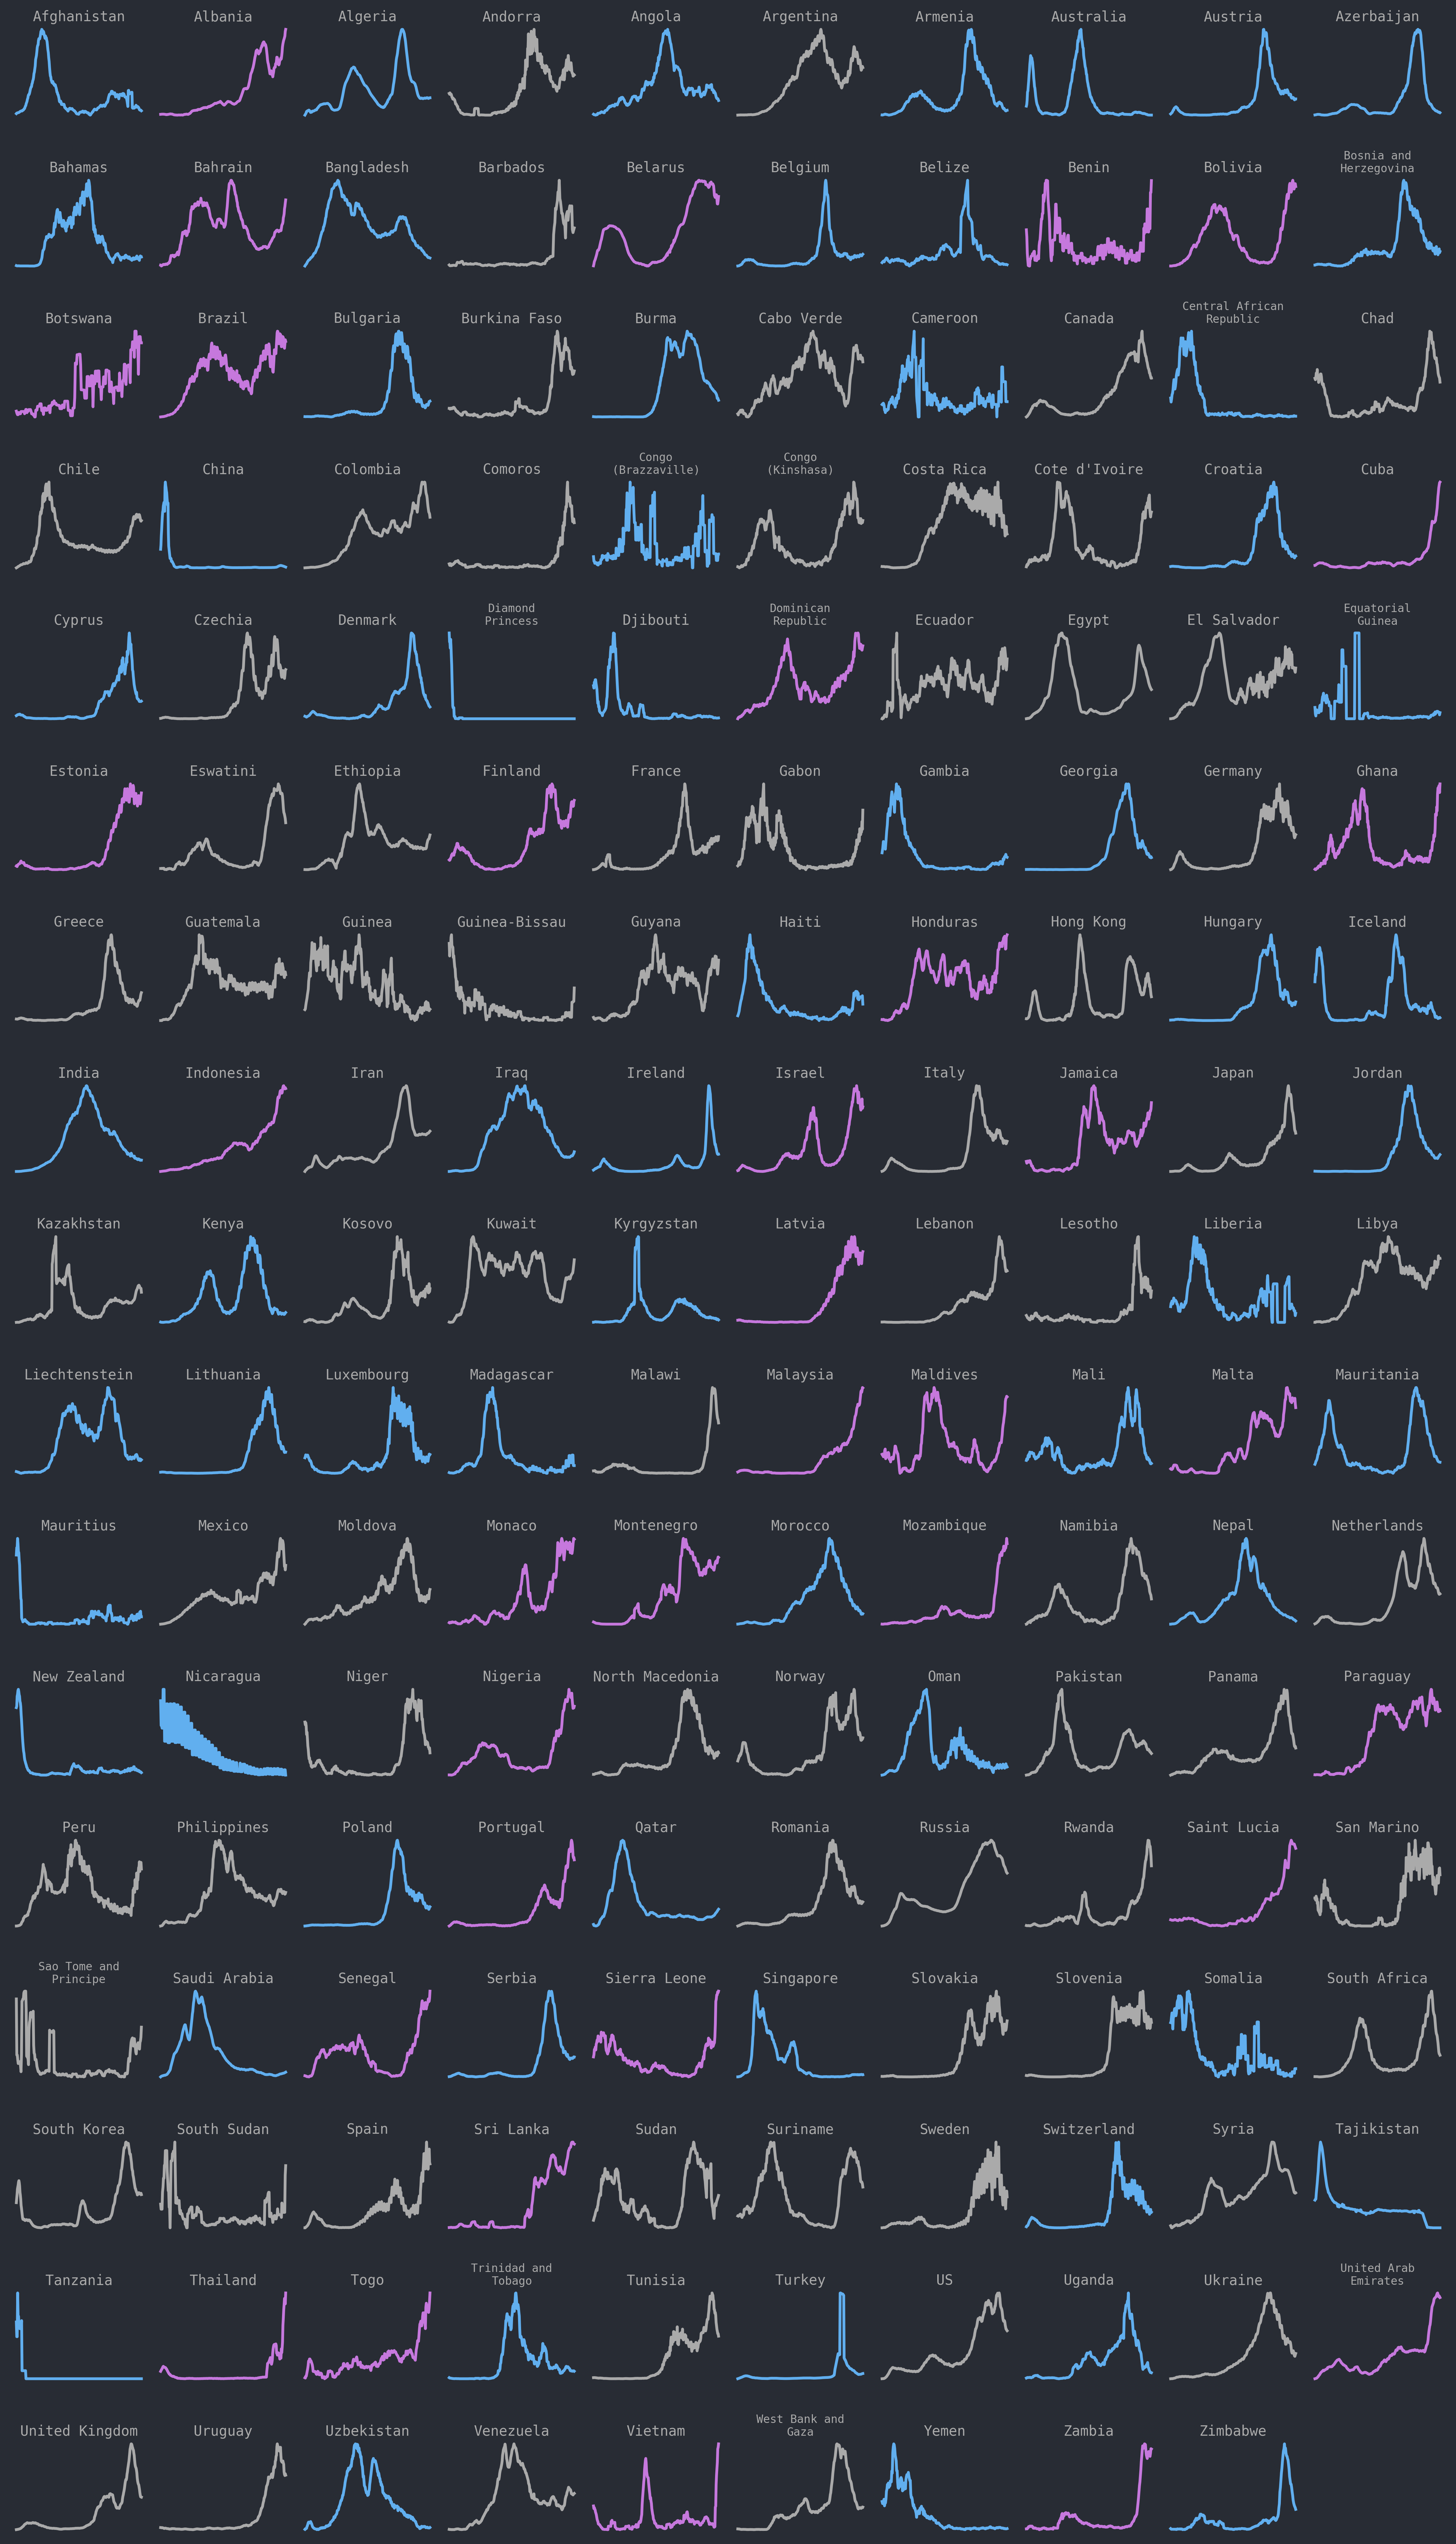 Afghanistan
Albania
Algeria
Andorra
Angola
Argentina
Armenia
Australia
Austria
Azerbaijan
Bahamas
Bahrain
Bangladesh
Barbados
Belarus
Belgium
Belize
Benin
Bolivia
Bosnia and
Herzegovina
Botswana
Brazil
Bulgaria
Burkina Faso
Burma
Cabo Verde
Cameroon
Canada
Central African
Republic
Chad
Chile
China
Colombia
Comoros
Congo
(Brazzaville)
Congo
(Kinshasa)
Costa Rica
Cote d'Ivoire
Croatia
Cuba
Cyprus
Czechia
Denmark
Diamond
Princess
Djibouti
Dominican
Republic
Ecuador
Egypt
El Salvador
Equatorial
Guinea
Estonia
Eswatini
Ethiopia
Finland
France
Gabon
Gambia
Georgia
Germany
Ghana
Greece
Guatemala
Guinea
Guinea-Bissau
Guyana
Haiti
Honduras
Hong Kong
Hungary
Iceland
India
Indonesia
Iran
Iraq
Ireland
Israel
Italy
Jamaica
Japan
Jordan
Kazakhstan
Kenya
Kosovo
Kuwait
Kyrgyzstan
Latvia
Lebanon
Lesotho
Liberia
Libya
Liechtenstein
Lithuania
Luxembourg
Madagascar
Malawi
Malaysia
Maldives
Mali
Malta
Mauritania
Mauritius
Mexico
Moldova
Monaco
Montenegro
Morocco
Mozambique
Namibia
Nepal
Netherlands
New Zealand
Nicaragua
Niger
Nigeria
North Macedonia
Norway
Oman
Pakistan
Panama
Paraguay
Peru
Philippines
Poland
Portugal
Qatar
Romania
Russia
Rwanda
Saint Lucia
San Marino
Sao Tome and
Principe
Saudi Arabia
Senegal
Serbia
Sierra Leone
Singapore
Slovakia
Slovenia
Somalia
South Africa
South Korea
South Sudan
Spain
Sri Lanka
Sudan
Suriname
Sweden
Switzerland
Syria
Tajikistan
Tanzania
Thailand
Togo
Trinidad and
Tobago
Tunisia
Turkey
US
Uganda
Ukraine
United Arab
Emirates
United Kingdom
Uruguay
Uzbekistan
Venezuela
Vietnam
West Bank and
Gaza
Yemen
Zambia
Zimbabwe